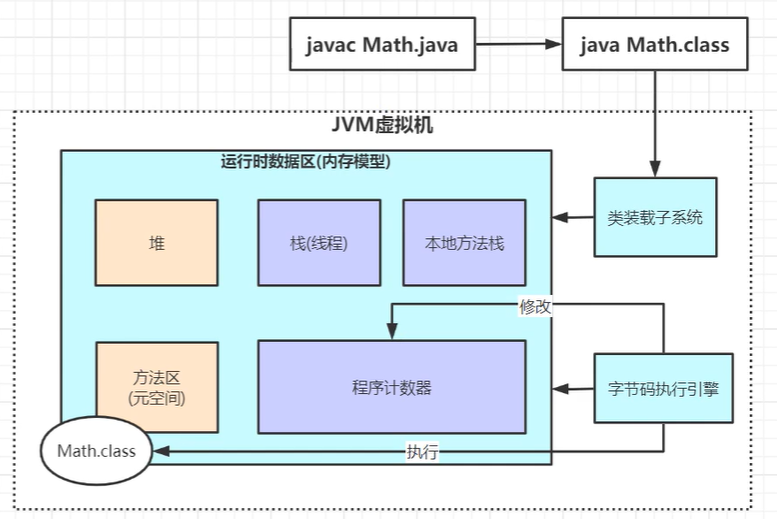 javac Math.java
java Math.class
JVM虚拟机
运行时数据区(内存模型)
堆
栈(线程)
本地方法栈
类装载子系统
修改
方法区
(元空间)
程序计数器
字节码执行引擎
Math.class
执行